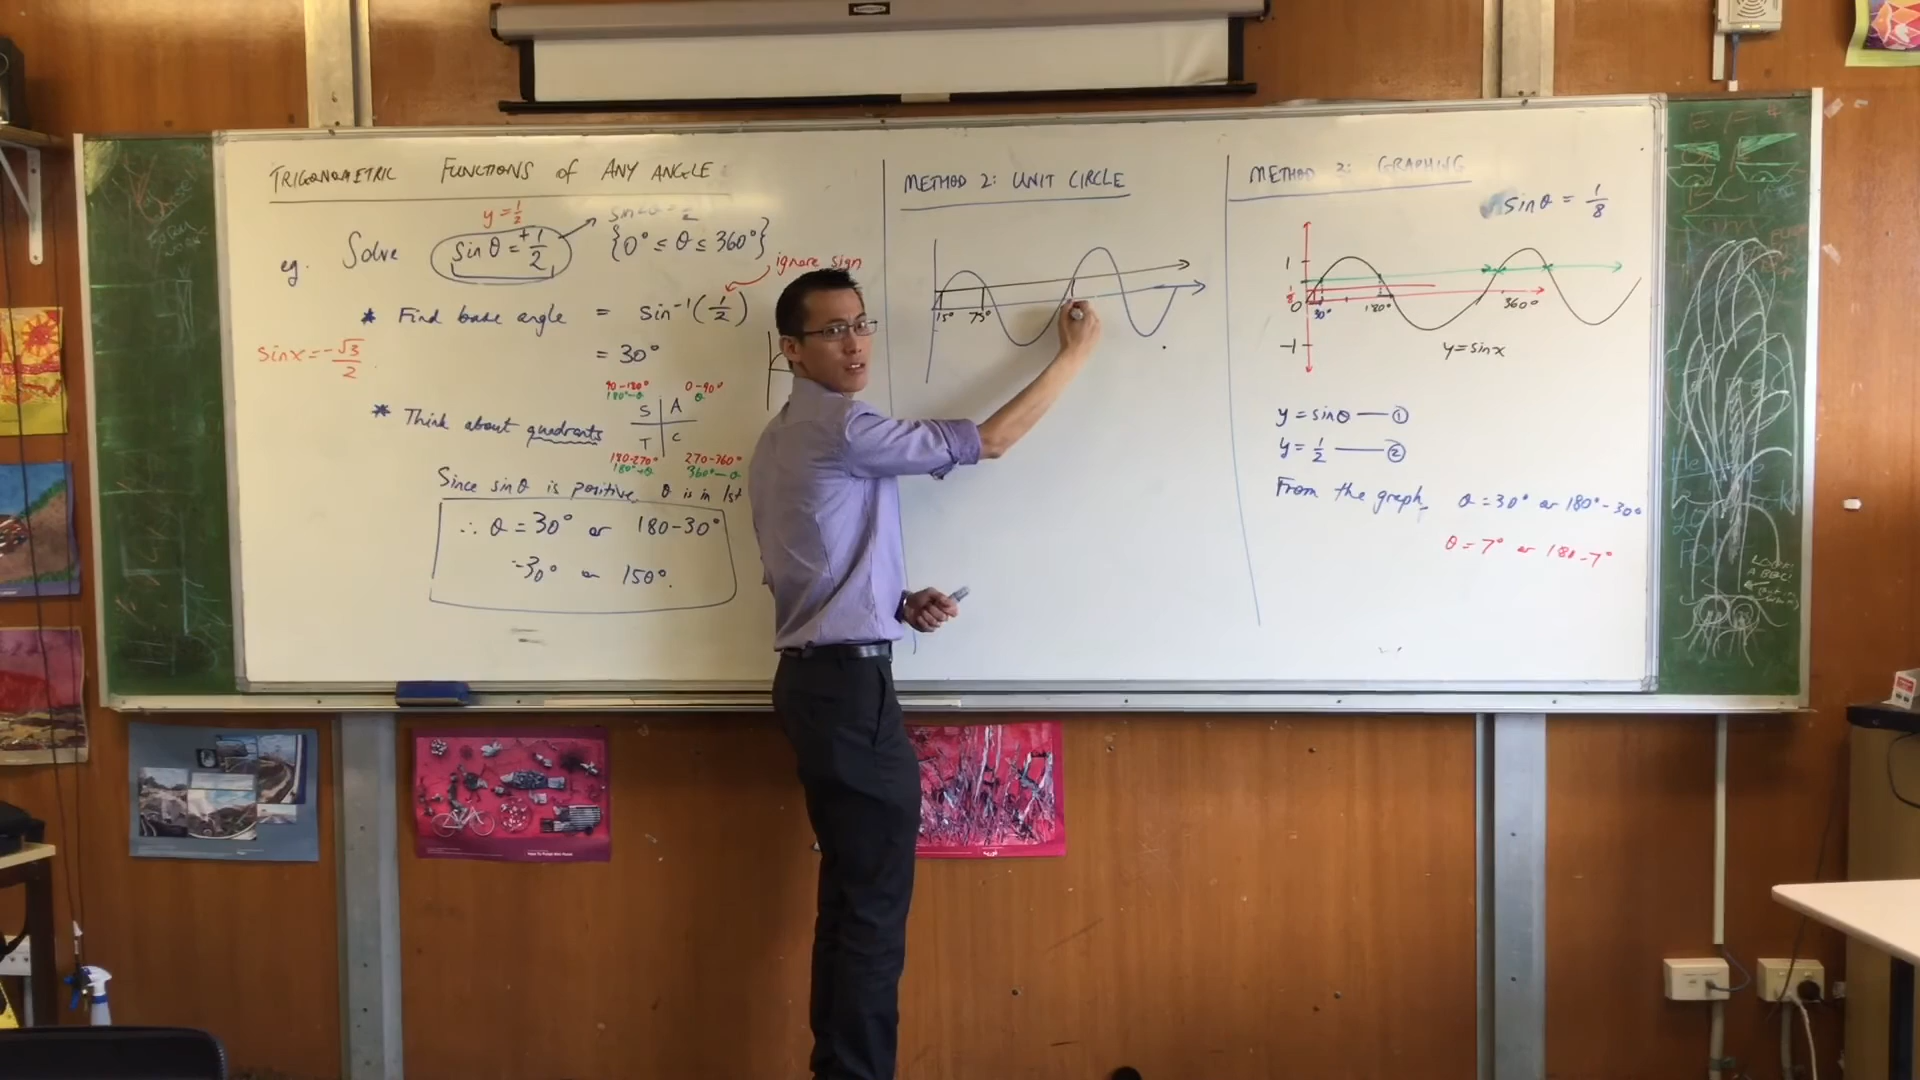 TRIGONOMETRIC FUNCTIONS of ANY ANGLE
y = 1/2
eg. Solve sin θ = +1/2 {0° ≤ θ ≤ 360°}
ignore sign
* Find base angle = sin⁻¹(1/2)
= 30°
sin x = -√3/2
* Think about quadrants
90-180° 0-90°
180°-θ θ
S A
T C
180-270° 270-360°
180°+θ 360°-θ
Since sin θ is positive, θ is in 1st
∴ θ = 30° or 180-30°
= 30° or 150°.
METHOD 2: UNIT CIRCLE
15° 75°
METHOD 3: GRAPHING
sin θ = 1/8
1
1/8
0 30° 180° 360°
-1
y = sin x
y = sin θ — ①
y = 1/2 — ②
From the graph, θ = 30° or 180°-30°
θ = 7° or 180-7°